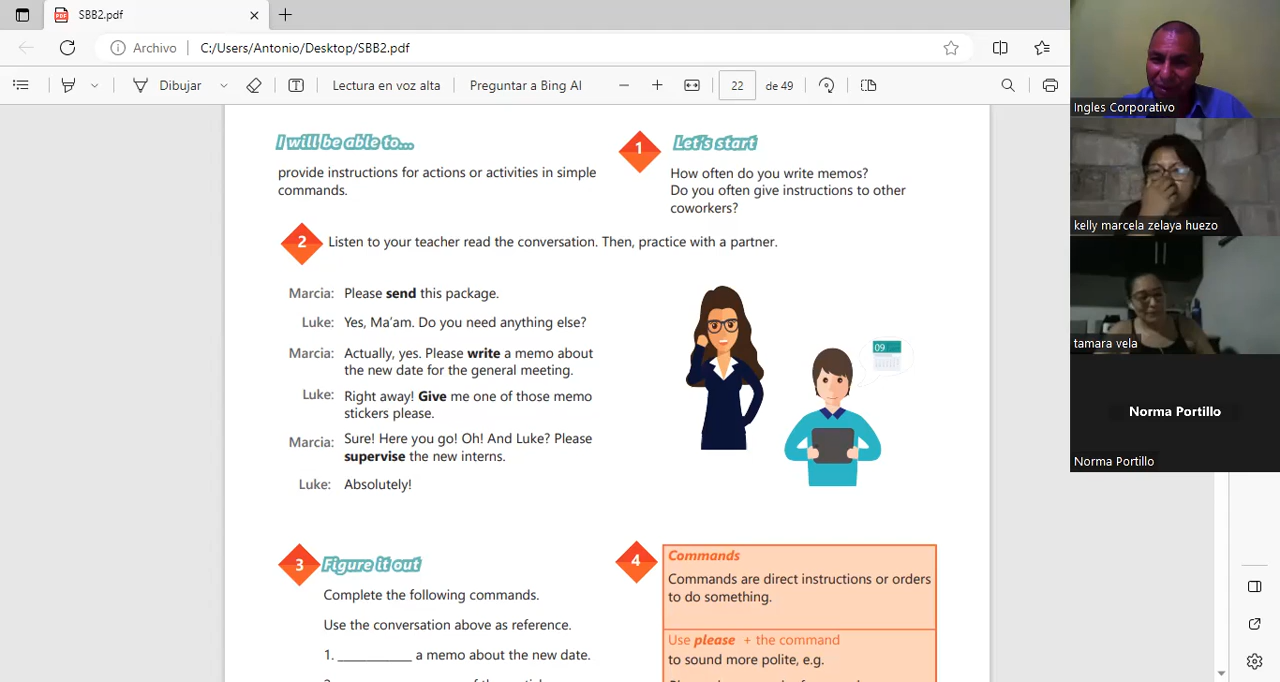 SBB2.pdf
Archivo C:/Users/Antonio/Desktop/SBB2.pdf
Dibujar Lectura en voz alta Preguntar a Bing AI 22 de 49
I will be able to...
provide instructions for actions or activities in simple
commands.
1 Let's start
How often do you write memos?
Do you often give instructions to other
coworkers?
2 Listen to your teacher read the conversation. Then, practice with a partner.
Marcia: Please send this package.
Luke: Yes, Ma'am. Do you need anything else?
Marcia: Actually, yes. Please write a memo about
the new date for the general meeting.
Luke: Right away! Give me one of those memo
stickers please.
Marcia: Sure! Here you go! Oh! And Luke? Please
supervise the new interns.
Luke: Absolutely!
09
3 Figure it out
Complete the following commands.
Use the conversation above as reference.
1. ____________ a memo about the new date.
4 Commands
Commands are direct instructions or orders
to do something.
Use please + the command
to sound more polite, e.g.
Ingles Corporativo
kelly marcela zelaya huezo
tamara vela
Norma Portillo
Norma Portillo